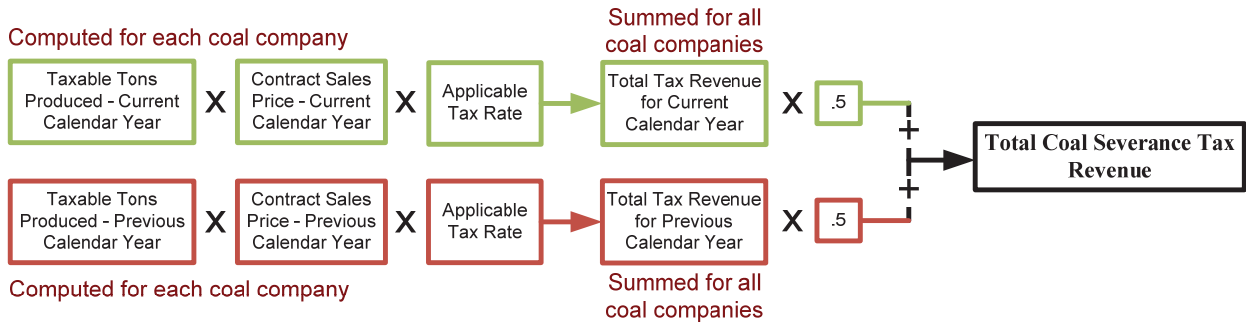 Computed for each coal company
Summed for all
coal companies
Taxable Tons
Produced - Current
Calendar Year
X
Contract Sales
Price - Current
Calendar Year
X
Applicable
Tax Rate
Total Tax Revenue
for Current
Calendar Year
X
.5
+
Total Coal Severance Tax
Revenue
+
Taxable Tons
Produced - Previous
Calendar Year
X
Contract Sales
Price - Previous
Calendar Year
X
Applicable
Tax Rate
Total Tax Revenue
for Previous
Calendar Year
X
.5
Computed for each coal company
Summed for all
coal companies